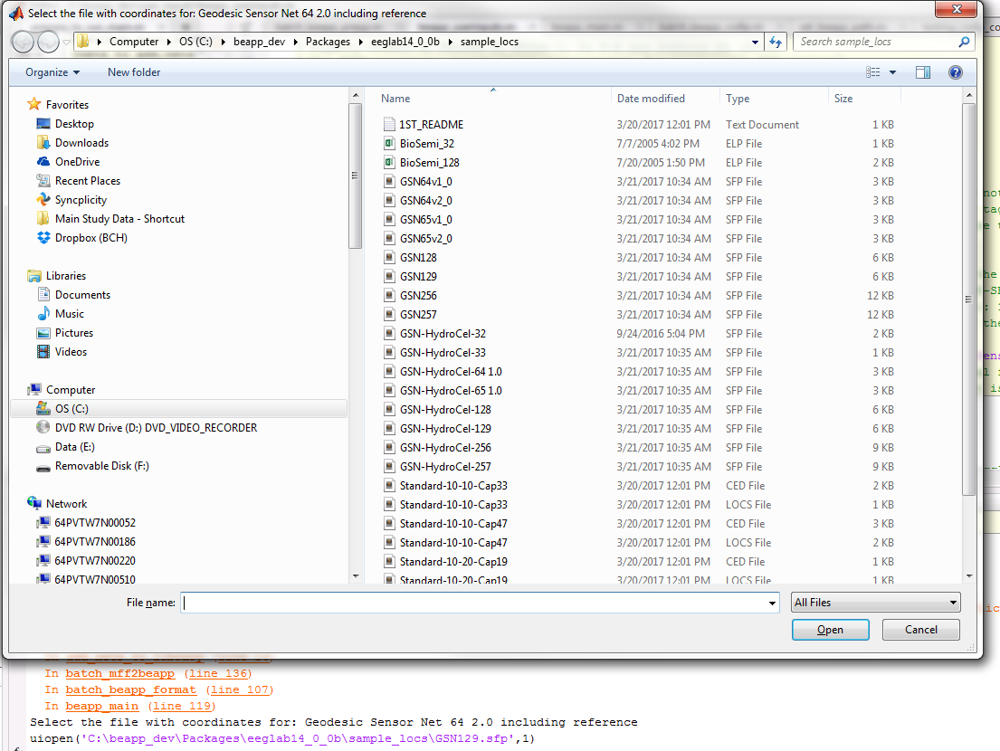 Select the file with coordinates for: Geodesic Sensor Net 64 2.0 including reference
Computer OS (C:) beapp_dev Packages eeglab14_0_0b sample_locs
Search sample_locs
Organize New folder
Favorites
Desktop
Downloads
OneDrive
Recent Places
Syncplicity
Main Study Data - Shortcut
Dropbox (BCH)
Libraries
Documents
Music
Pictures
Videos
Computer
OS (C:)
DVD RW Drive (D:) DVD_VIDEO_RECORDER
Data (E:)
Removable Disk (F:)
Network
64PVTW7N00052
64PVTW7N00186
64PVTW7N00220
64PVTW7N00510
Name Date modified Type Size
1ST_README 3/20/2017 12:01 PM Text Document 1 KB
BioSemi_32 7/7/2005 4:02 PM ELP File 1 KB
BioSemi_128 7/20/2005 1:50 PM ELP File 2 KB
GSN64v1_0 3/21/2017 10:34 AM SFP File 3 KB
GSN64v2_0 3/21/2017 10:34 AM SFP File 3 KB
GSN65v1_0 3/21/2017 10:34 AM SFP File 3 KB
GSN65v2_0 3/21/2017 10:34 AM SFP File 3 KB
GSN128 3/21/2017 10:34 AM SFP File 6 KB
GSN129 3/21/2017 10:34 AM SFP File 6 KB
GSN256 3/21/2017 10:34 AM SFP File 12 KB
GSN257 3/21/2017 10:34 AM SFP File 12 KB
GSN-HydroCel-32 9/24/2016 5:04 PM SFP File 2 KB
GSN-HydroCel-33 3/21/2017 10:35 AM SFP File 1 KB
GSN-HydroCel-64 1.0 3/21/2017 10:35 AM SFP File 3 KB
GSN-HydroCel-65 1.0 3/21/2017 10:35 AM SFP File 3 KB
GSN-HydroCel-128 3/21/2017 10:35 AM SFP File 6 KB
GSN-HydroCel-129 3/21/2017 10:35 AM SFP File 6 KB
GSN-HydroCel-256 3/21/2017 10:35 AM SFP File 9 KB
GSN-HydroCel-257 3/21/2017 10:35 AM SFP File 9 KB
Standard-10-10-Cap33 3/20/2017 12:01 PM CED File 2 KB
Standard-10-10-Cap33 3/20/2017 12:01 PM LOCS File 1 KB
Standard-10-10-Cap47 3/20/2017 12:01 PM CED File 3 KB
Standard-10-10-Cap47 3/20/2017 12:01 PM LOCS File 2 KB
Standard-10-20-Cap19 3/20/2017 12:01 PM CED File 1 KB
Standard-10-20-Cap19 3/20/2017 12:01 PM LOCS File 1 KB
File name: All Files
Open Cancel
In batch_mff2beapp (line 136)
In batch_beapp_format (line 107)
In beapp_main (line 119)
Select the file with coordinates for: Geodesic Sensor Net 64 2.0 including reference
uiopen('C:\beapp_dev\Packages\eeglab14_0_0b\sample_locs\GSN129.sfp',1)